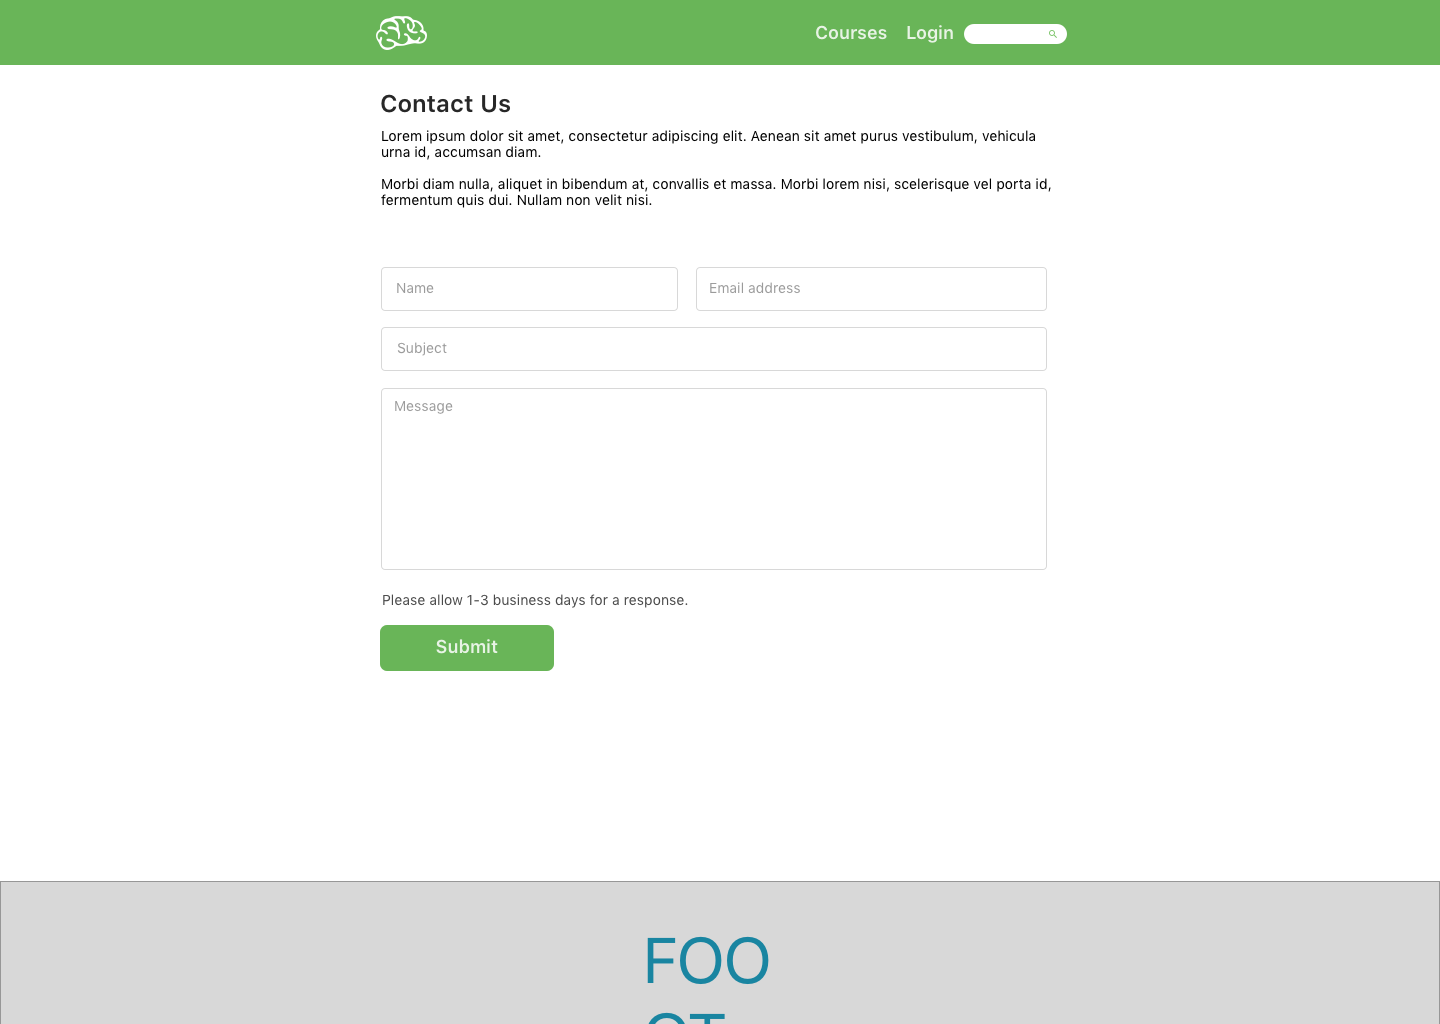 Courses Login
Contact Us
Lorem ipsum dolor sit amet, consectetur adipiscing elit. Aenean sit amet purus vestibulum, vehicula
urna id, accumsan diam.
Morbi diam nulla, aliquet in bibendum at, convallis et massa. Morbi lorem nisi, scelerisque vel porta id,
fermentum quis dui. Nullam non velit nisi.
Name Email address
Subject
Message
Please allow 1-3 business days for a response.
Submit
FOO